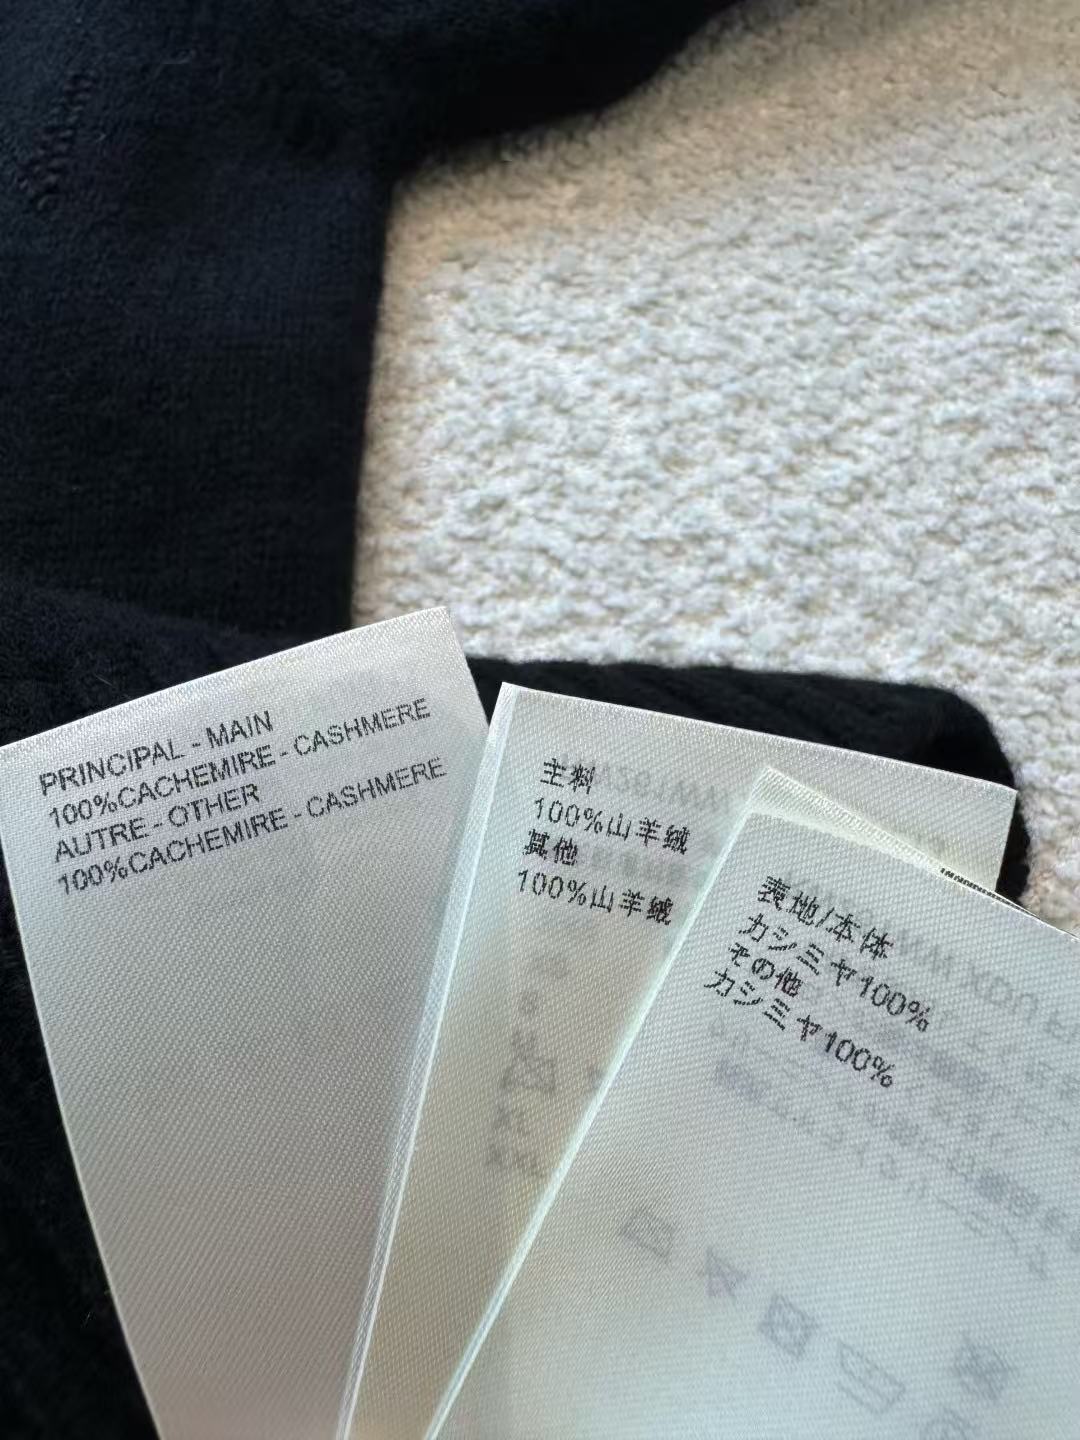 PRINCIPAL - MAIN
100%CACHEMIRE - CASHMERE
AUTRE - OTHER
100%CACHEMIRE - CASHMERE
主料
100%山羊绒
其他
100%山羊绒
表地/本体
カシミヤ100%
その他
カシミヤ100%